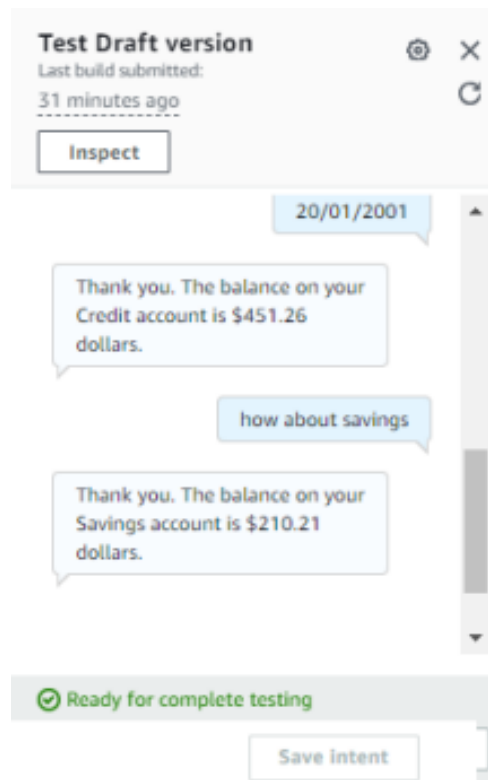 Test Draft version
Last build submitted:
31 minutes ago
Inspect
20/01/2001
Thank you. The balance on your
Credit account is $451.26
dollars.
how about savings
Thank you. The balance on your
Savings account is $210.21
dollars.
Ready for complete testing
Save intent